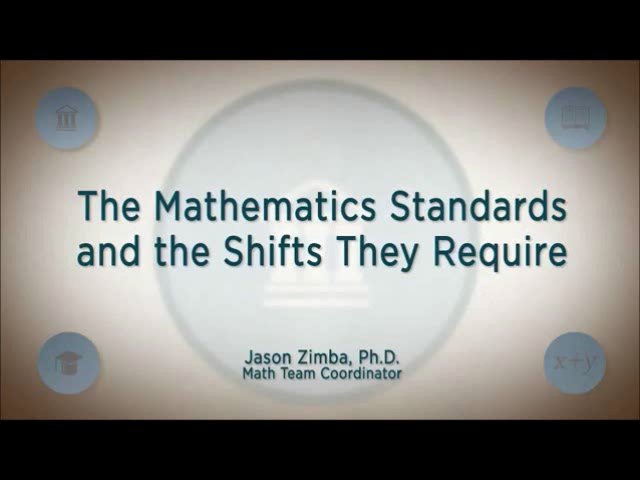 The Mathematics Standards
and the Shifts They Require
Jason Zimba, Ph.D.
Math Team Coordinator
x+y